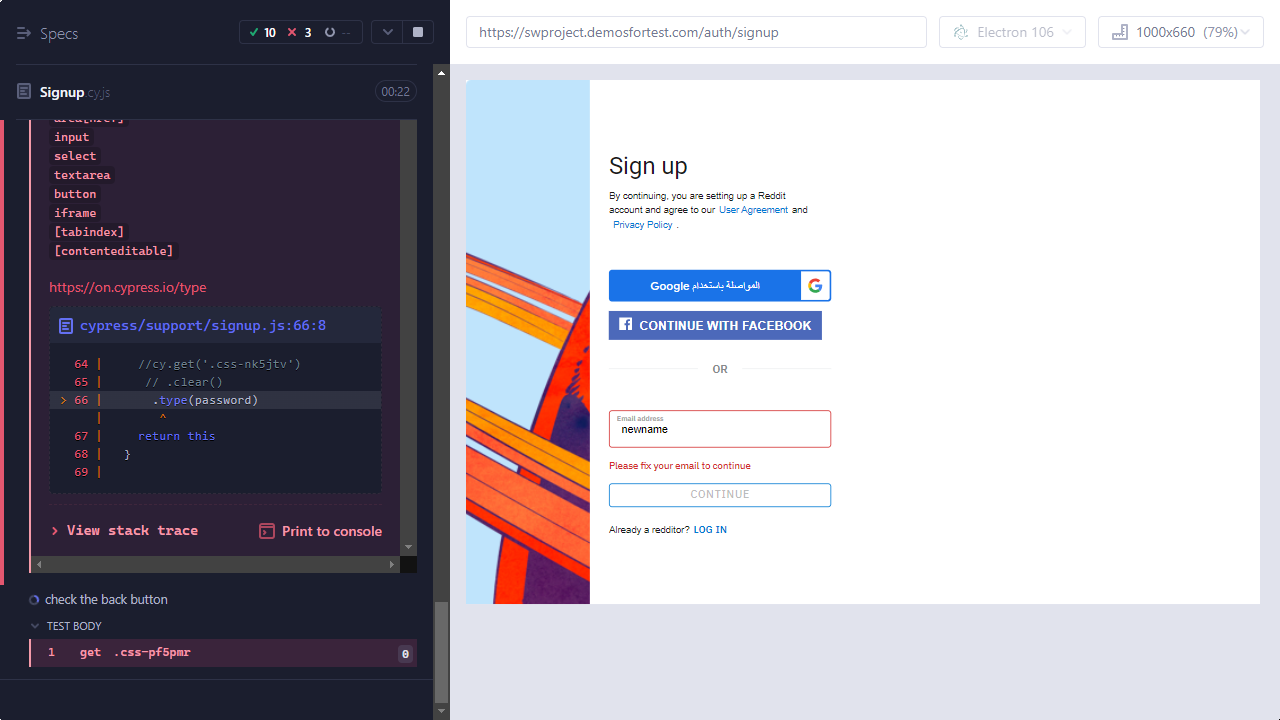 Specs
10
3
--
Signup.cy.js
00:22
area[href]
input
select
textarea
button
iframe
[tabindex]
[contenteditable]
https://on.cypress.io/type
cypress/support/signup.js:66:8
64 | //cy.get('.css-nk5jtv')
65 | // .clear()
> 66 | .type(password)
| ^
67 | return this
68 | }
69 |
> View stack trace
Print to console
check the back button
TEST BODY
1 get .css-pf5pmr 0
https://swproject.demosfortest.com/auth/signup
Electron 106
1000x660 (79%)
Sign up
By continuing, you are setting up a Reddit
account and agree to our User Agreement and
Privacy Policy .
المواصلة باستخدام Google
CONTINUE WITH FACEBOOK
OR
Email address
newname
Please fix your email to continue
CONTINUE
Already a redditor? LOG IN